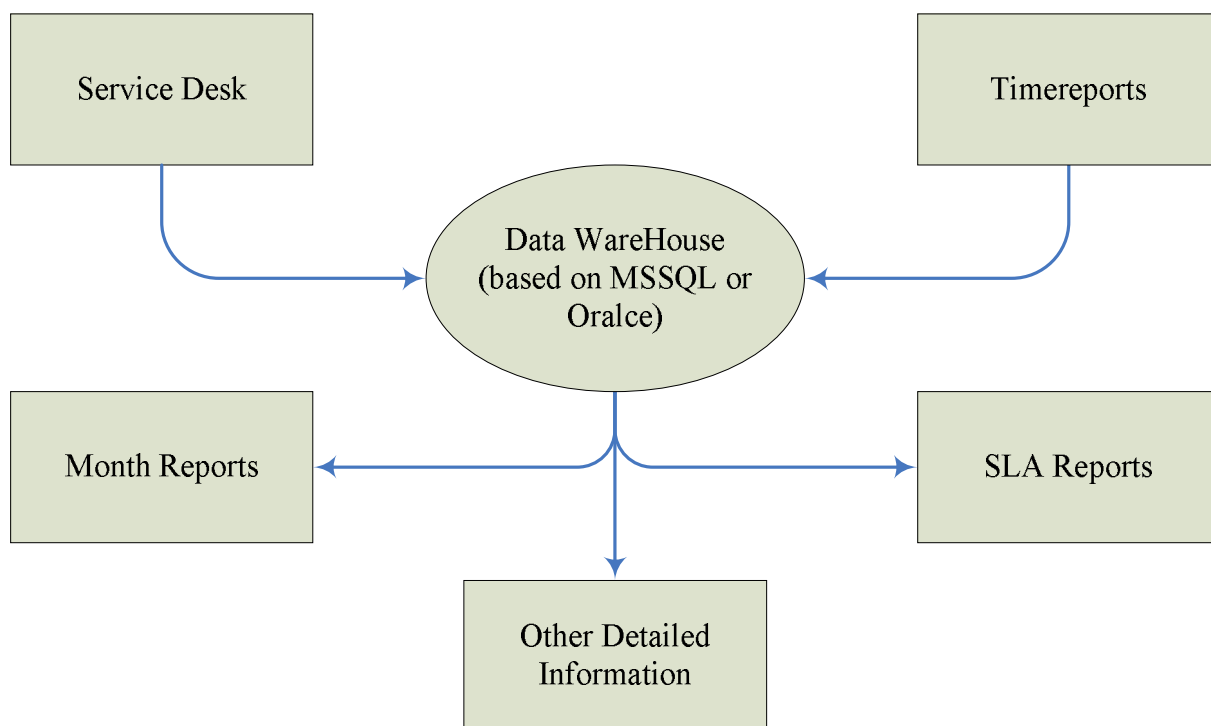 Service Desk
Timereports
Data WareHouse
(based on MSSQL or
Oralce)
Month Reports
SLA Reports
Other Detailed
Information